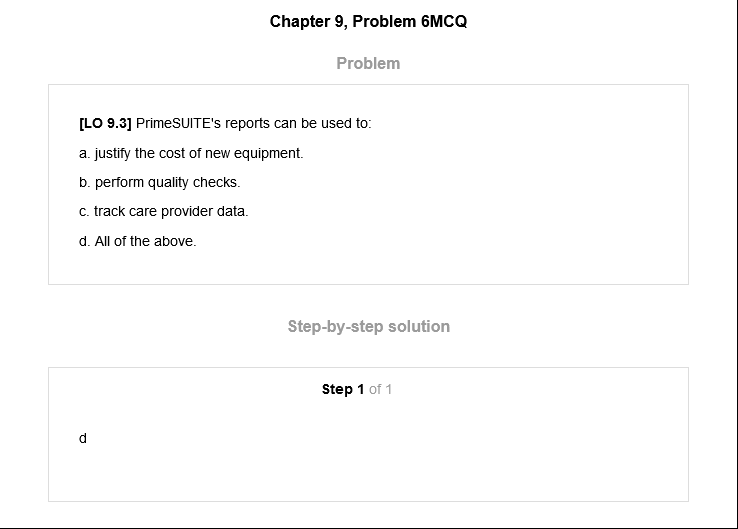 Chapter 9, Problem 6MCQ
Problem
[LO 9.3] PrimeSUITE's reports can be used to:
a. justify the cost of new equipment.
b. perform quality checks.
c. track care provider data.
d. All of the above.
Step-by-step solution
Step 1 of 1
d